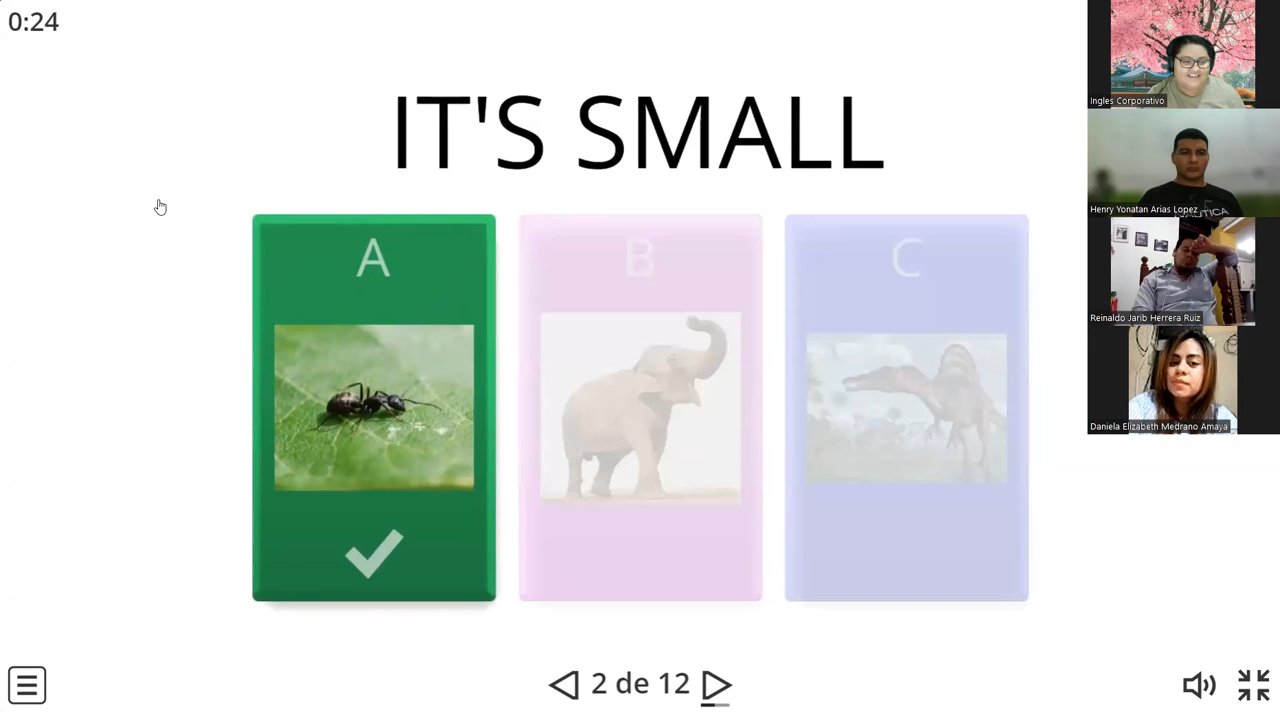 0:24
IT'S SMALL
A
B
C
2 de 12
Ingles Corporativo
Henry Yonatan Arias Lopez
NAUTICA
Reinaldo Jarib Herrera Ruiz
Daniela Elizabeth Medrano Amaya